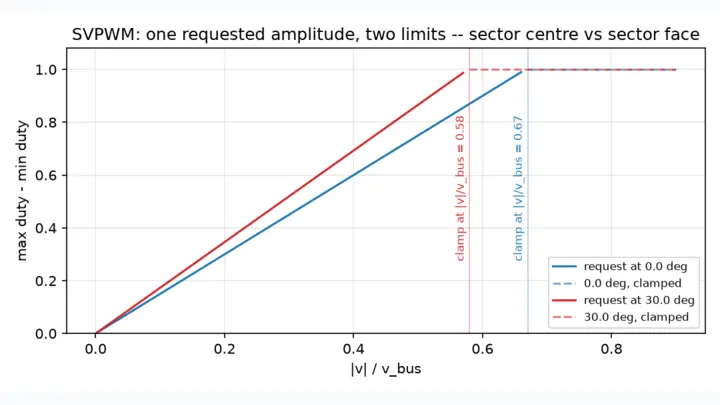 SVPWM: one requested amplitude, two limits -- sector centre vs sector face
max duty - min duty
1.0
0.8
0.6
0.4
0.2
0.0
clamp at |v|/v_bus = 0.58
clamp at |v|/v_bus = 0.67
request at 0.0 deg
0.0 deg, clamped
request at 30.0 deg
30.0 deg, clamped
0.0
0.2
0.4
0.6
0.8
|v| / v_bus